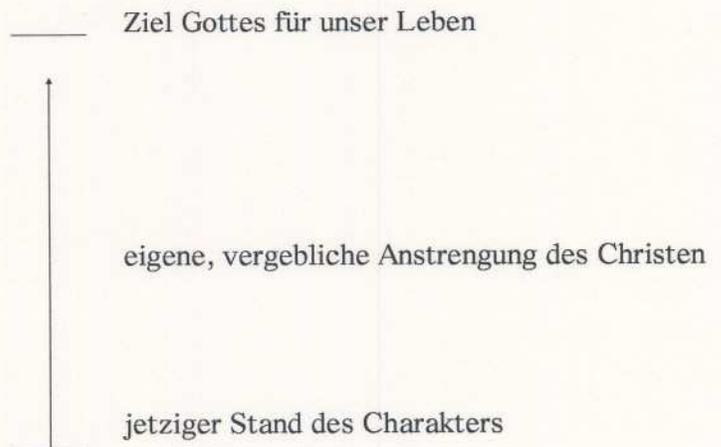 Ziel Gottes für unser Leben
eigene, vergebliche Anstrengung des Christen
jetziger Stand des Charakters